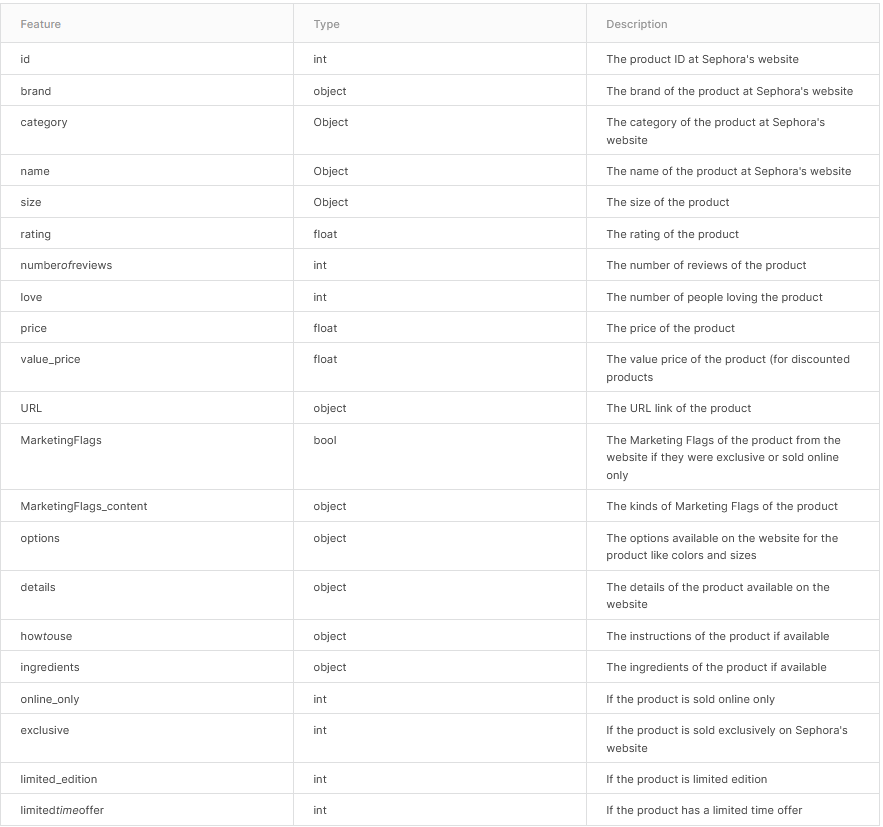 Feature Type Description
id int The product ID at Sephora's website
brand object The brand of the product at Sephora's website
category Object The category of the product at Sephora's
website
name Object The name of the product at Sephora's website
size Object The size of the product
rating float The rating of the product
numberofreviews int The number of reviews of the product
love int The number of people loving the product
price float The price of the product
value_price float The value price of the product (for discounted
products
URL object The URL link of the product
MarketingFlags bool The Marketing Flags of the product from the
website if they were exclusive or sold online
only
MarketingFlags_content object The kinds of Marketing Flags of the product
options object The options available on the website for the
product like colors and sizes
details object The details of the product available on the
website
howtouse object The instructions of the product if available
ingredients object The ingredients of the product if available
online_only int If the product is sold online only
exclusive int If the product is sold exclusively on Sephora's
website
limited_edition int If the product is limited edition
limitedtimeoffer int If the product has a limited time offer